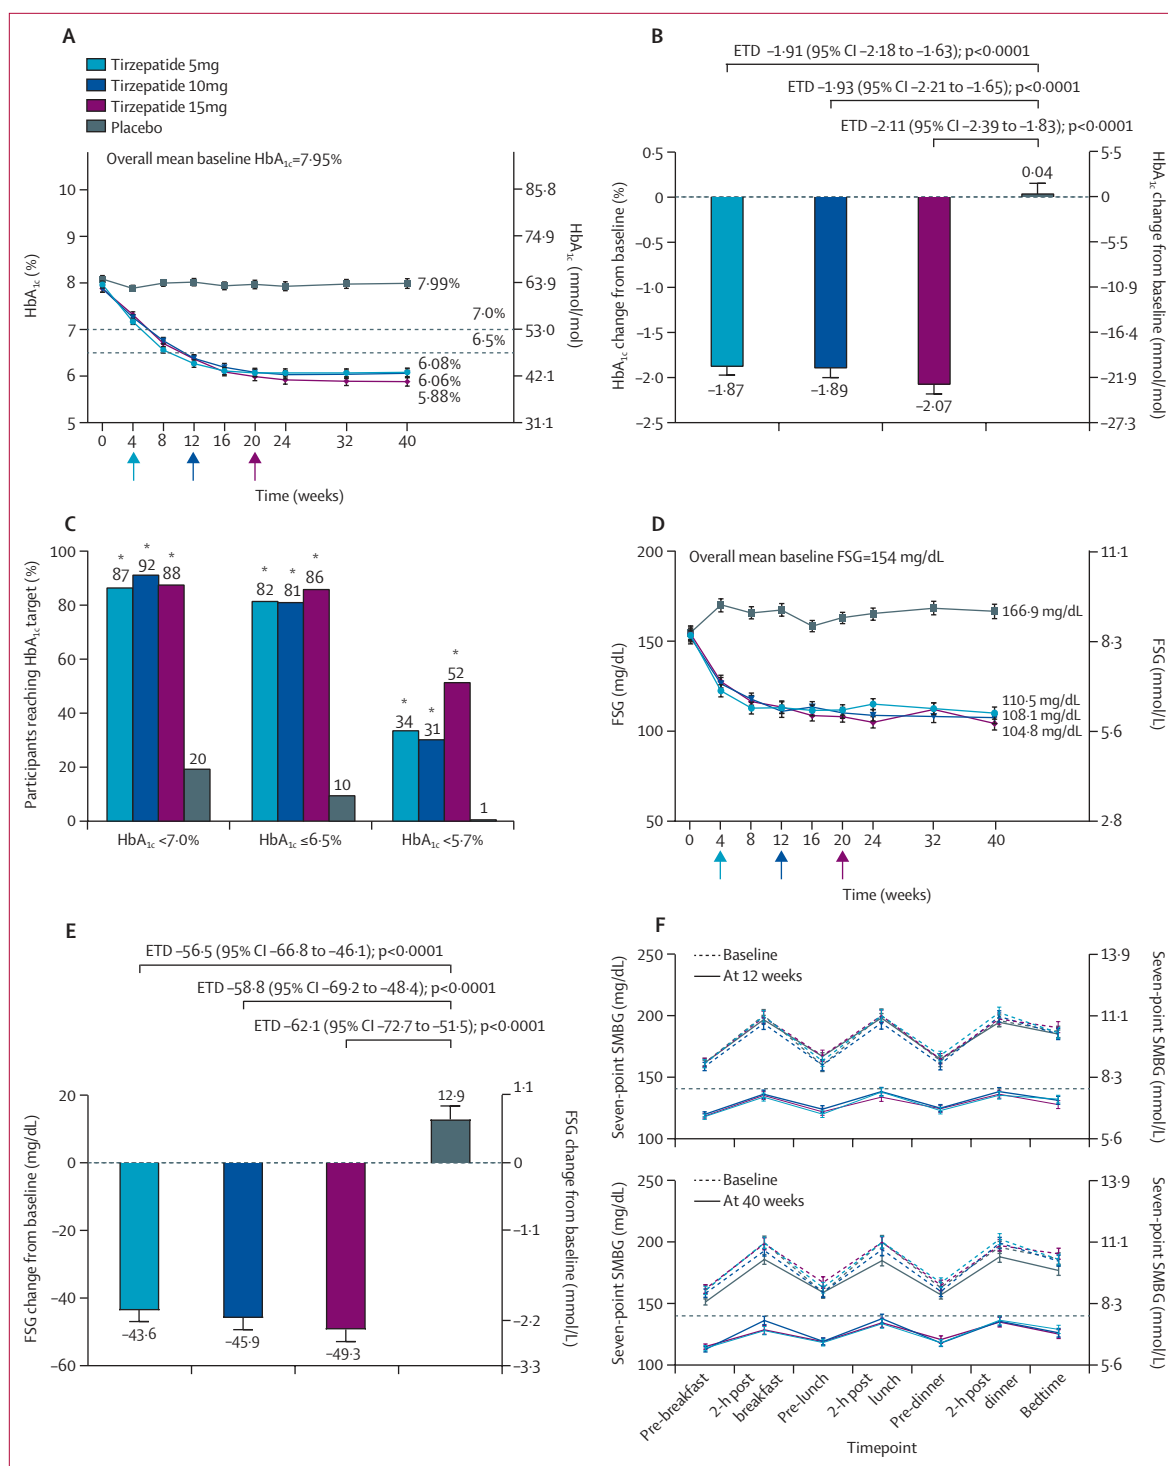 A
Tirzepatide 5mg
Tirzepatide 10mg
Tirzepatide 15mg
Placebo
Overall mean baseline HbA1c=7·95%
HbA1c (%)
10
9
8
7
6
5
7·99%
7·0%
6·5%
6·08%
6·06%
5·88%
85·8
74·9
63·9
53·0
42·1
31·1
HbA1c (mmol/mol)
0 4 8 12 16 20 24 32 40
Time (weeks)
B
ETD –1·91 (95% CI –2·18 to –1·63); p<0·0001
ETD –1·93 (95% CI –2·21 to –1·65); p<0·0001
ETD –2·11 (95% CI –2·39 to –1·83); p<0·0001
HbA1c change from baseline (%)
0·5
0
–0·5
–1·0
–1·5
–2·0
–2·5
–1·87
–1·89
–2·07
0·04
5·5
0
–5·5
–10·9
–16·4
–21·9
–27·3
HbA1c change from baseline (mmol/mol)
C
Participants reaching HbA1c target (%)
100
80
60
40
20
0
* * *
87 92 88 20
* * *
82 81 86 10
* * *
34 31 52 1
HbA1c <7·0%
HbA1c ≤6·5%
HbA1c <5·7%
D
Overall mean baseline FSG=154 mg/dL
FSG (mg/dL)
200
150
100
50
166·9 mg/dL
110·5 mg/dL
108·1 mg/dL
104·8 mg/dL
11·1
8·3
5·6
2·8
FSG (mmol/L)
0 4 8 12 16 20 24 32 40
Time (weeks)
E
ETD –56·5 (95% CI –66·8 to –46·1); p<0·0001
ETD –58·8 (95% CI –69·2 to –48·4); p<0·0001
ETD –62·1 (95% CI –72·7 to –51·5); p<0·0001
FSG change from baseline (mg/dL)
20
0
–20
–40
–60
–43·6
–45·9
–49·3
12·9
1·1
0
–1·1
–2·2
–3·3
FSG change from baseline (mmol/L)
F
Baseline
At 12 weeks
Seven-point SMBG (mg/dL)
250
200
150
100
13·9
11·1
8·3
5·6
Seven-point SMBG (mmol/L)
Baseline
At 40 weeks
Seven-point SMBG (mg/dL)
250
200
150
100
13·9
11·1
8·3
5·6
Seven-point SMBG (mmol/L)
Pre-breakfast
2-h post
breakfast
Pre-lunch
2-h post
lunch
Pre-dinner
2-h post
dinner
Bedtime
Timepoint